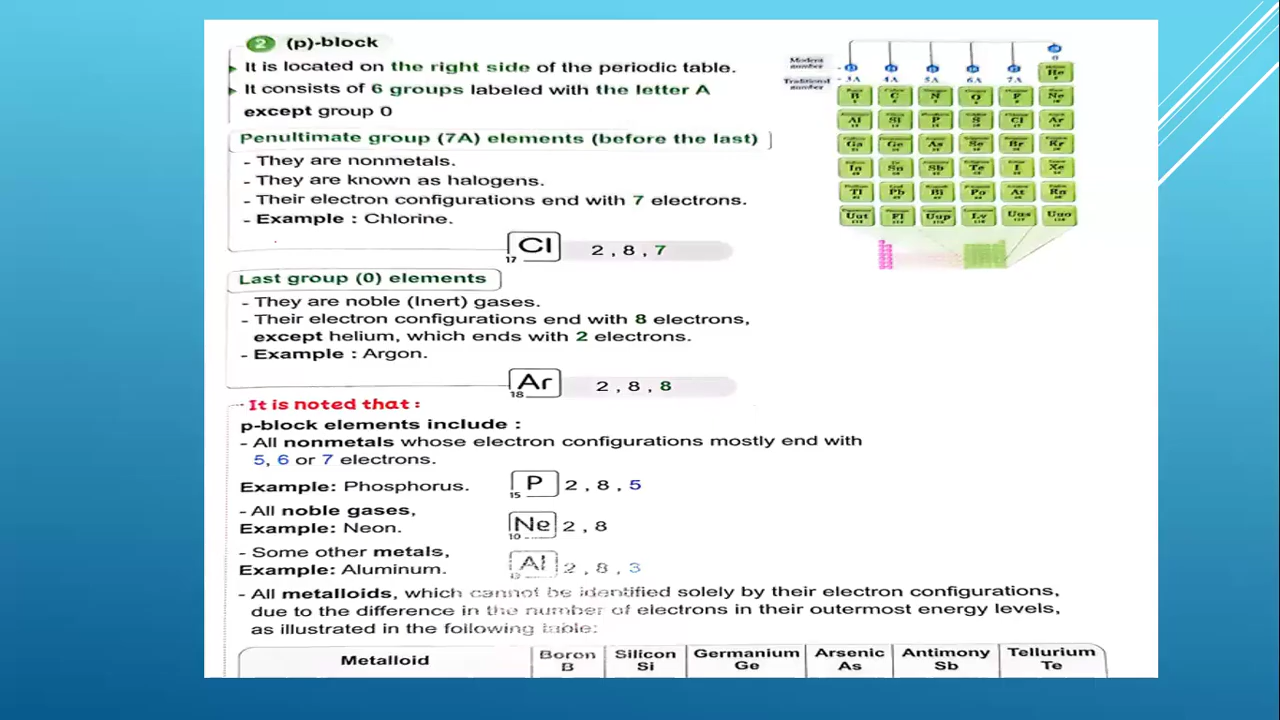 2 (p)-block
It is located on the right side of the periodic table.
It consists of 6 groups labeled with the letter A
except group 0
Modern number
Traditional number
3A 4A 5A 6A 7A 0
He
B C N O F Ne
Al Si P S Cl Ar
Ga Ge As Se Br Kr
In Sn Sb Te I Xe
Tl Pb Bi Po At Rn
Uut Fl Uup Lv Uus Uuo
Penultimate group (7A) elements (before the last)
- They are nonmetals.
- They are known as halogens.
- Their electron configurations end with 7 electrons.
- Example : Chlorine.
17 Cl 2 , 8 , 7
Last group (0) elements
- They are noble (Inert) gases.
- Their electron configurations end with 8 electrons,
except helium, which ends with 2 electrons.
- Example : Argon.
18 Ar 2 , 8 , 8
It is noted that :
p-block elements include :
- All nonmetals whose electron configurations mostly end with
5, 6 or 7 electrons.
Example: Phosphorus. 15 P 2 , 8 , 5
- All noble gases,
Example: Neon. 10 Ne 2 , 8
- Some other metals,
Example: Aluminum. 13 Al 2 , 8 , 3
- All metalloids, which cannot be identified solely by their electron configurations,
due to the difference in the number of electrons in their outermost energy levels,
as illustrated in the following table:
Metalloid Boron B Silicon Si Germanium Ge Arsenic As Antimony Sb Tellurium Te